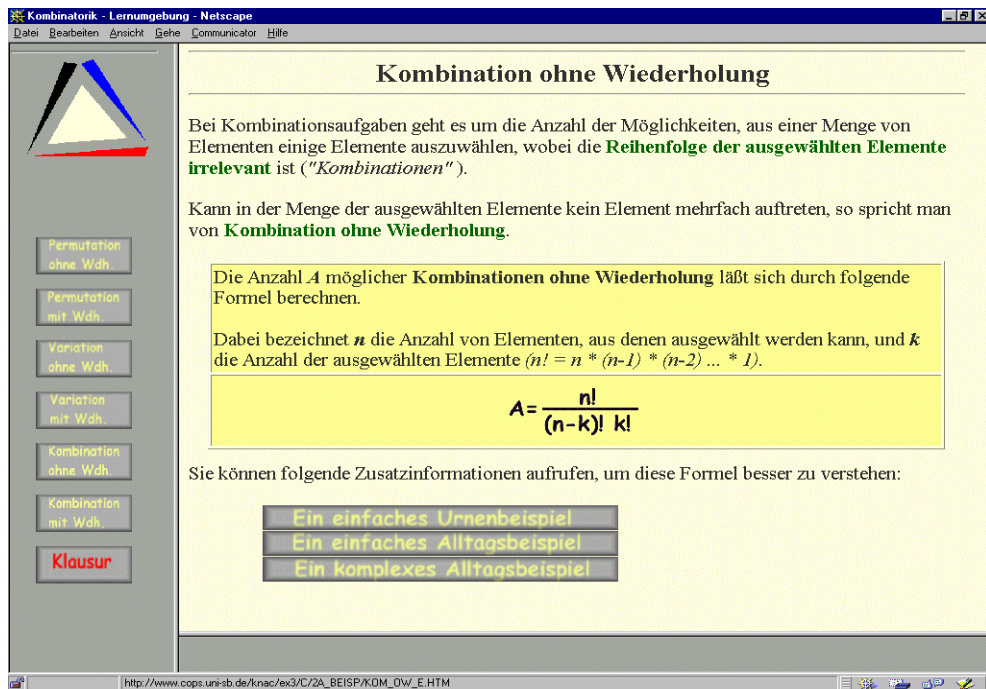 Kombinatorik - Lernumgebung - Netscape
Datei Bearbeiten Ansicht Gehe Communicator Hilfe
Permutation
ohne Wdh.
Permutation
mit Wdh.
Variation
ohne Wdh.
Variation
mit Wdh.
Kombination
ohne Wdh.
Kombination
mit Wdh.
Klausur
Kombination ohne Wiederholung
Bei Kombinationsaufgaben geht es um die Anzahl der Möglichkeiten, aus einer Menge von
Elementen einige Elemente auszuwählen, wobei die Reihenfolge der ausgewählten Elemente
irrelevant ist ("Kombinationen").
Kann in der Menge der ausgewählten Elemente kein Element mehrfach auftreten, so spricht man
von Kombination ohne Wiederholung.
Die Anzahl A möglicher Kombinationen ohne Wiederholung läßt sich durch folgende
Formel berechnen.
Dabei bezeichnet n die Anzahl von Elementen, aus denen ausgewählt werden kann, und k
die Anzahl der ausgewählten Elemente (n! = n * (n-1) * (n-2) ... * 1).
n!
A=
(n-k)! k!
Sie können folgende Zusatzinformationen aufrufen, um diese Formel besser zu verstehen:
Ein einfaches Urnenbeispiel
Ein einfaches Alltagsbeispiel
Ein komplexes Alltagsbeispiel
http://www.cops.uni-sb.de/knac/ex3/C/2A_BEISP/KOM_OW_E.HTM